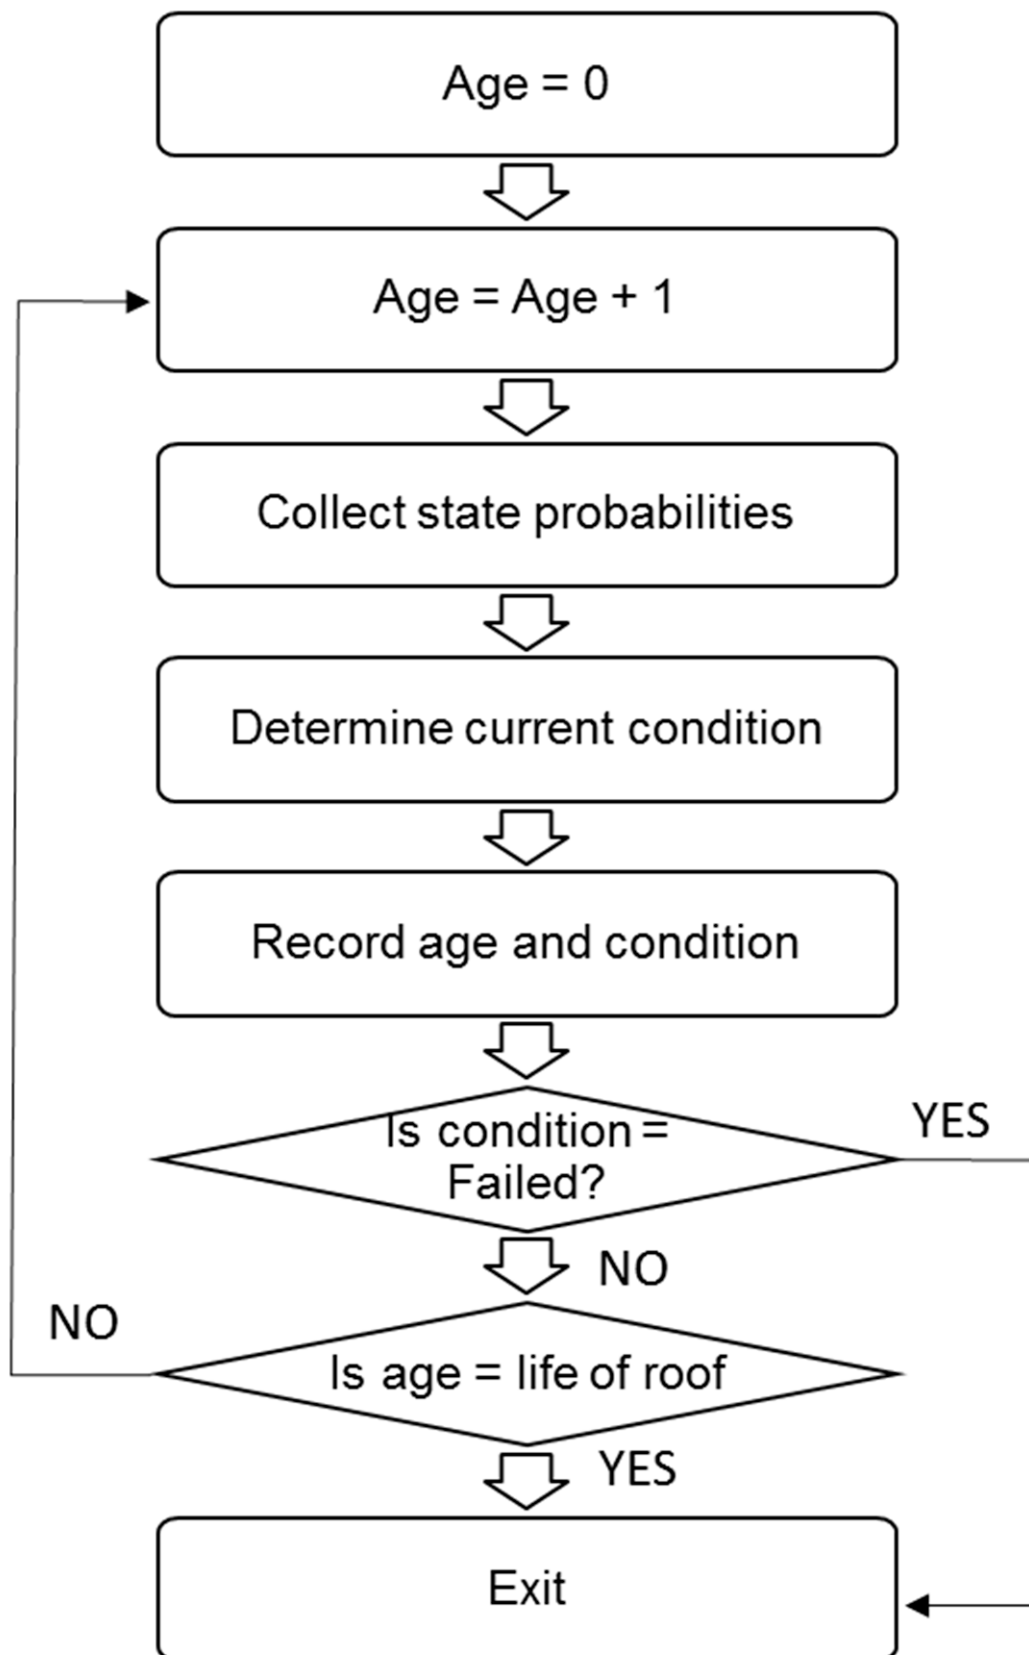 Age = 0
Age = Age + 1
Collect state probabilities
Determine current condition
Record age and condition
Is condition =
Failed?
YES
NO
NO
Is age = life of roof
YES
Exit